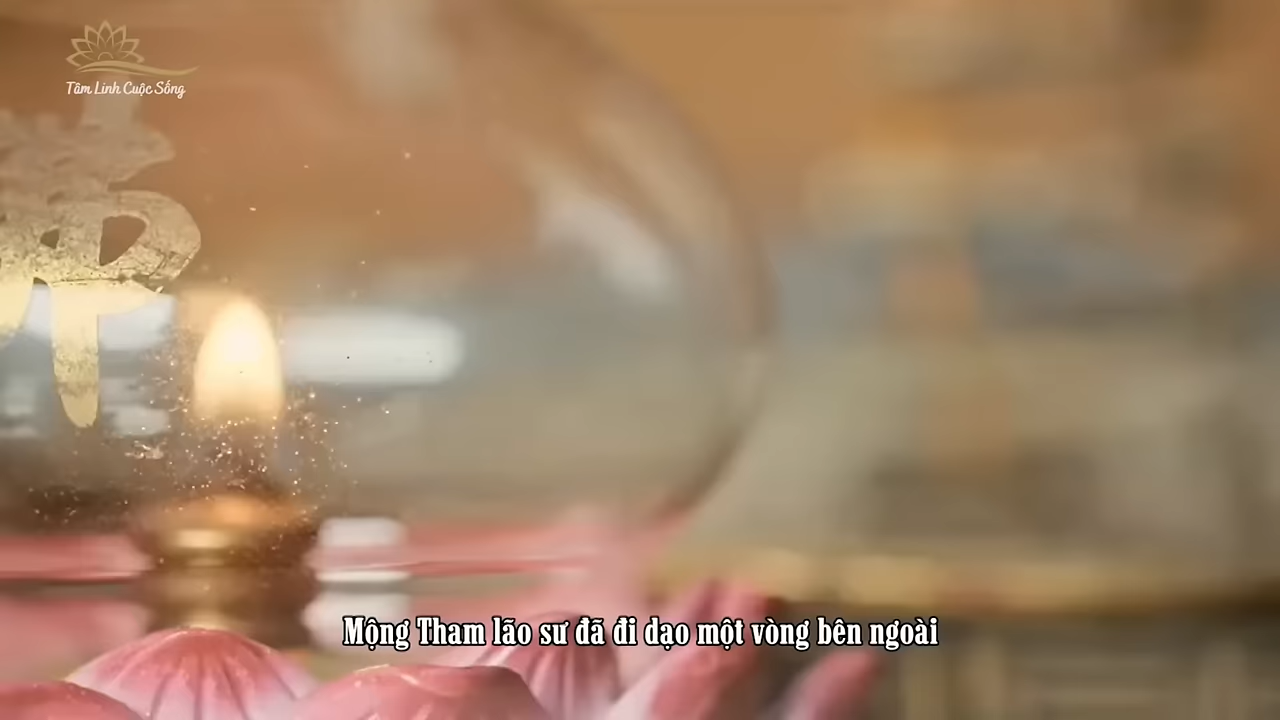 Tâm Linh Cuộc Sống
Mộng Tham lão sư đã đi dạo một vòng bên ngoài